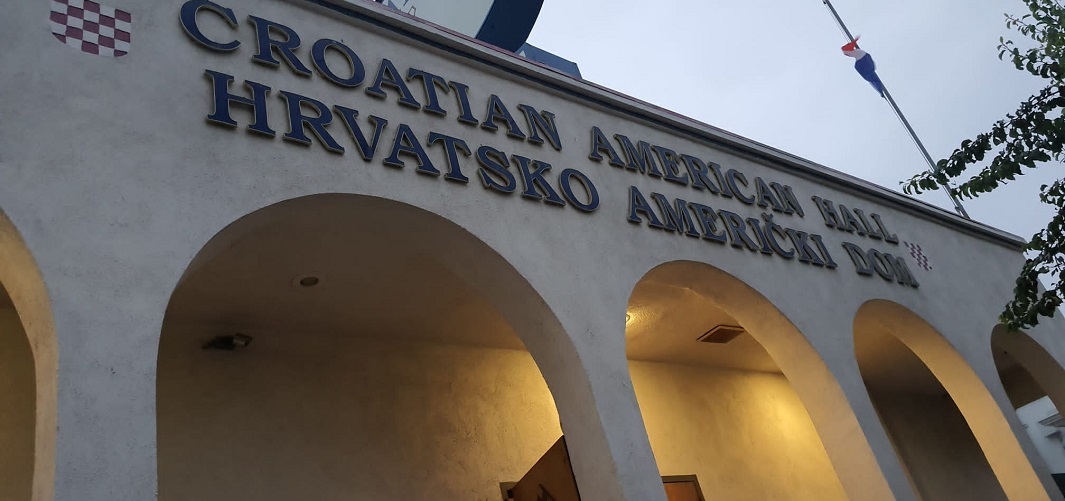 CROATIAN AMERICAN HALL
HRVATSKO AMERIČKI DOM